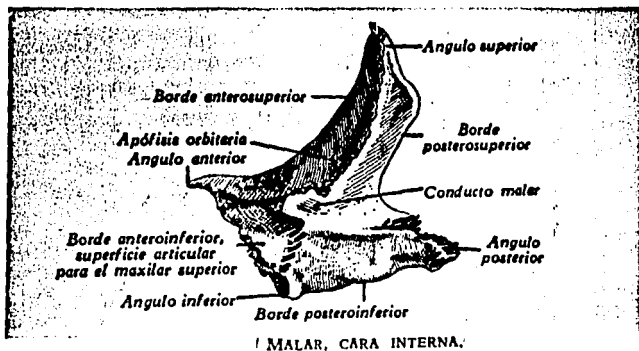 Angulo superior
Borde anterosuperior
Apófisis orbitaria
Angulo anterior
Borde
posterosuperior
Conducto malar
Borde anteroinferior,
superficie articular
para el maxilar superior
Angulo
posterior
Angulo inferior
Borde posteroinferior
MALAR, CARA INTERNA.